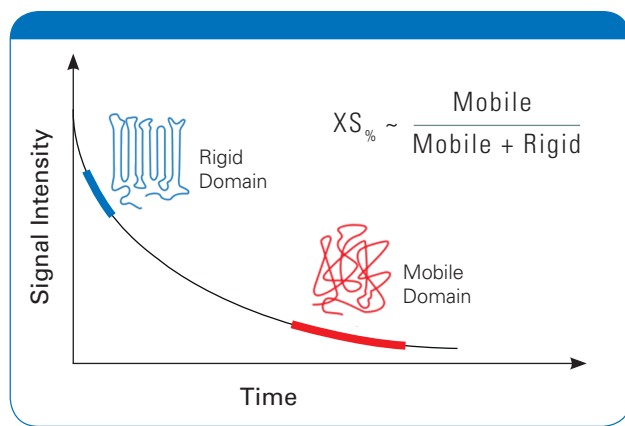 Signal Intensity
Rigid
Domain
XS% ~ Mobile / Mobile + Rigid
Mobile
Domain
Time